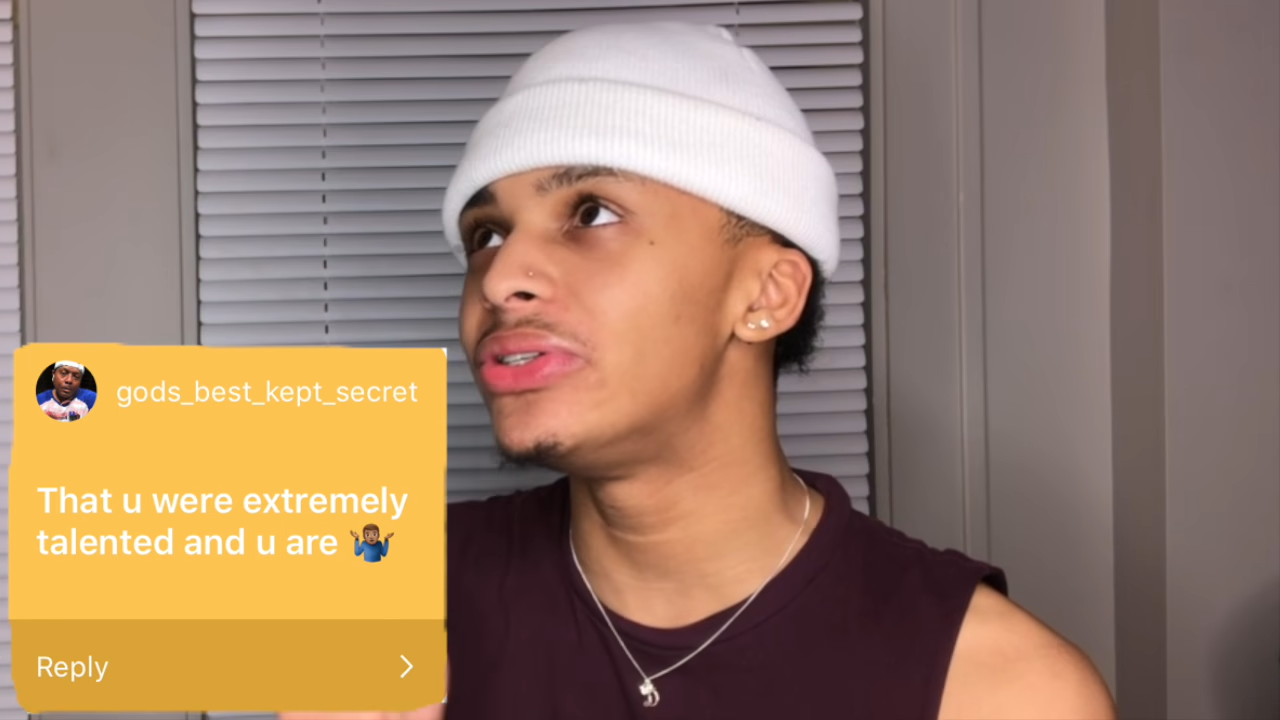 gods_best_kept_secret
That u were extremely
talented and u are 🤷🏽‍♂️
Reply